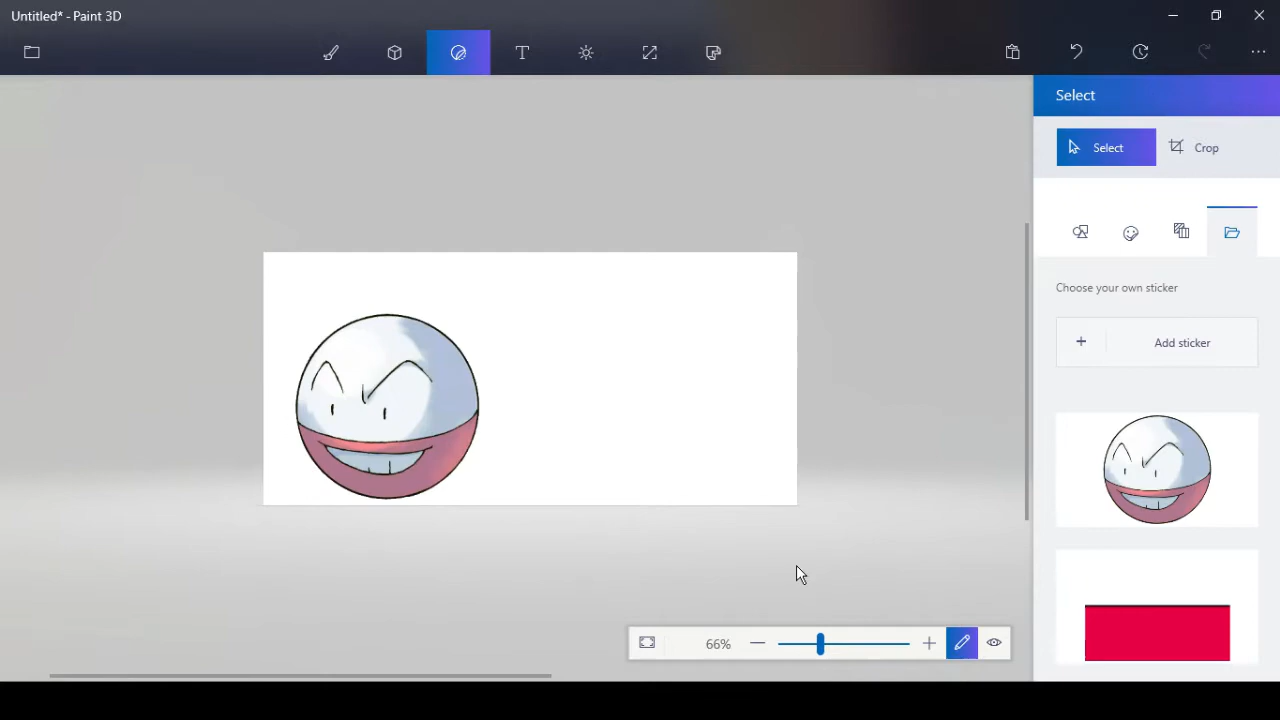 Untitled* - Paint 3D
Select
Select
Crop
Choose your own sticker
Add sticker
66%